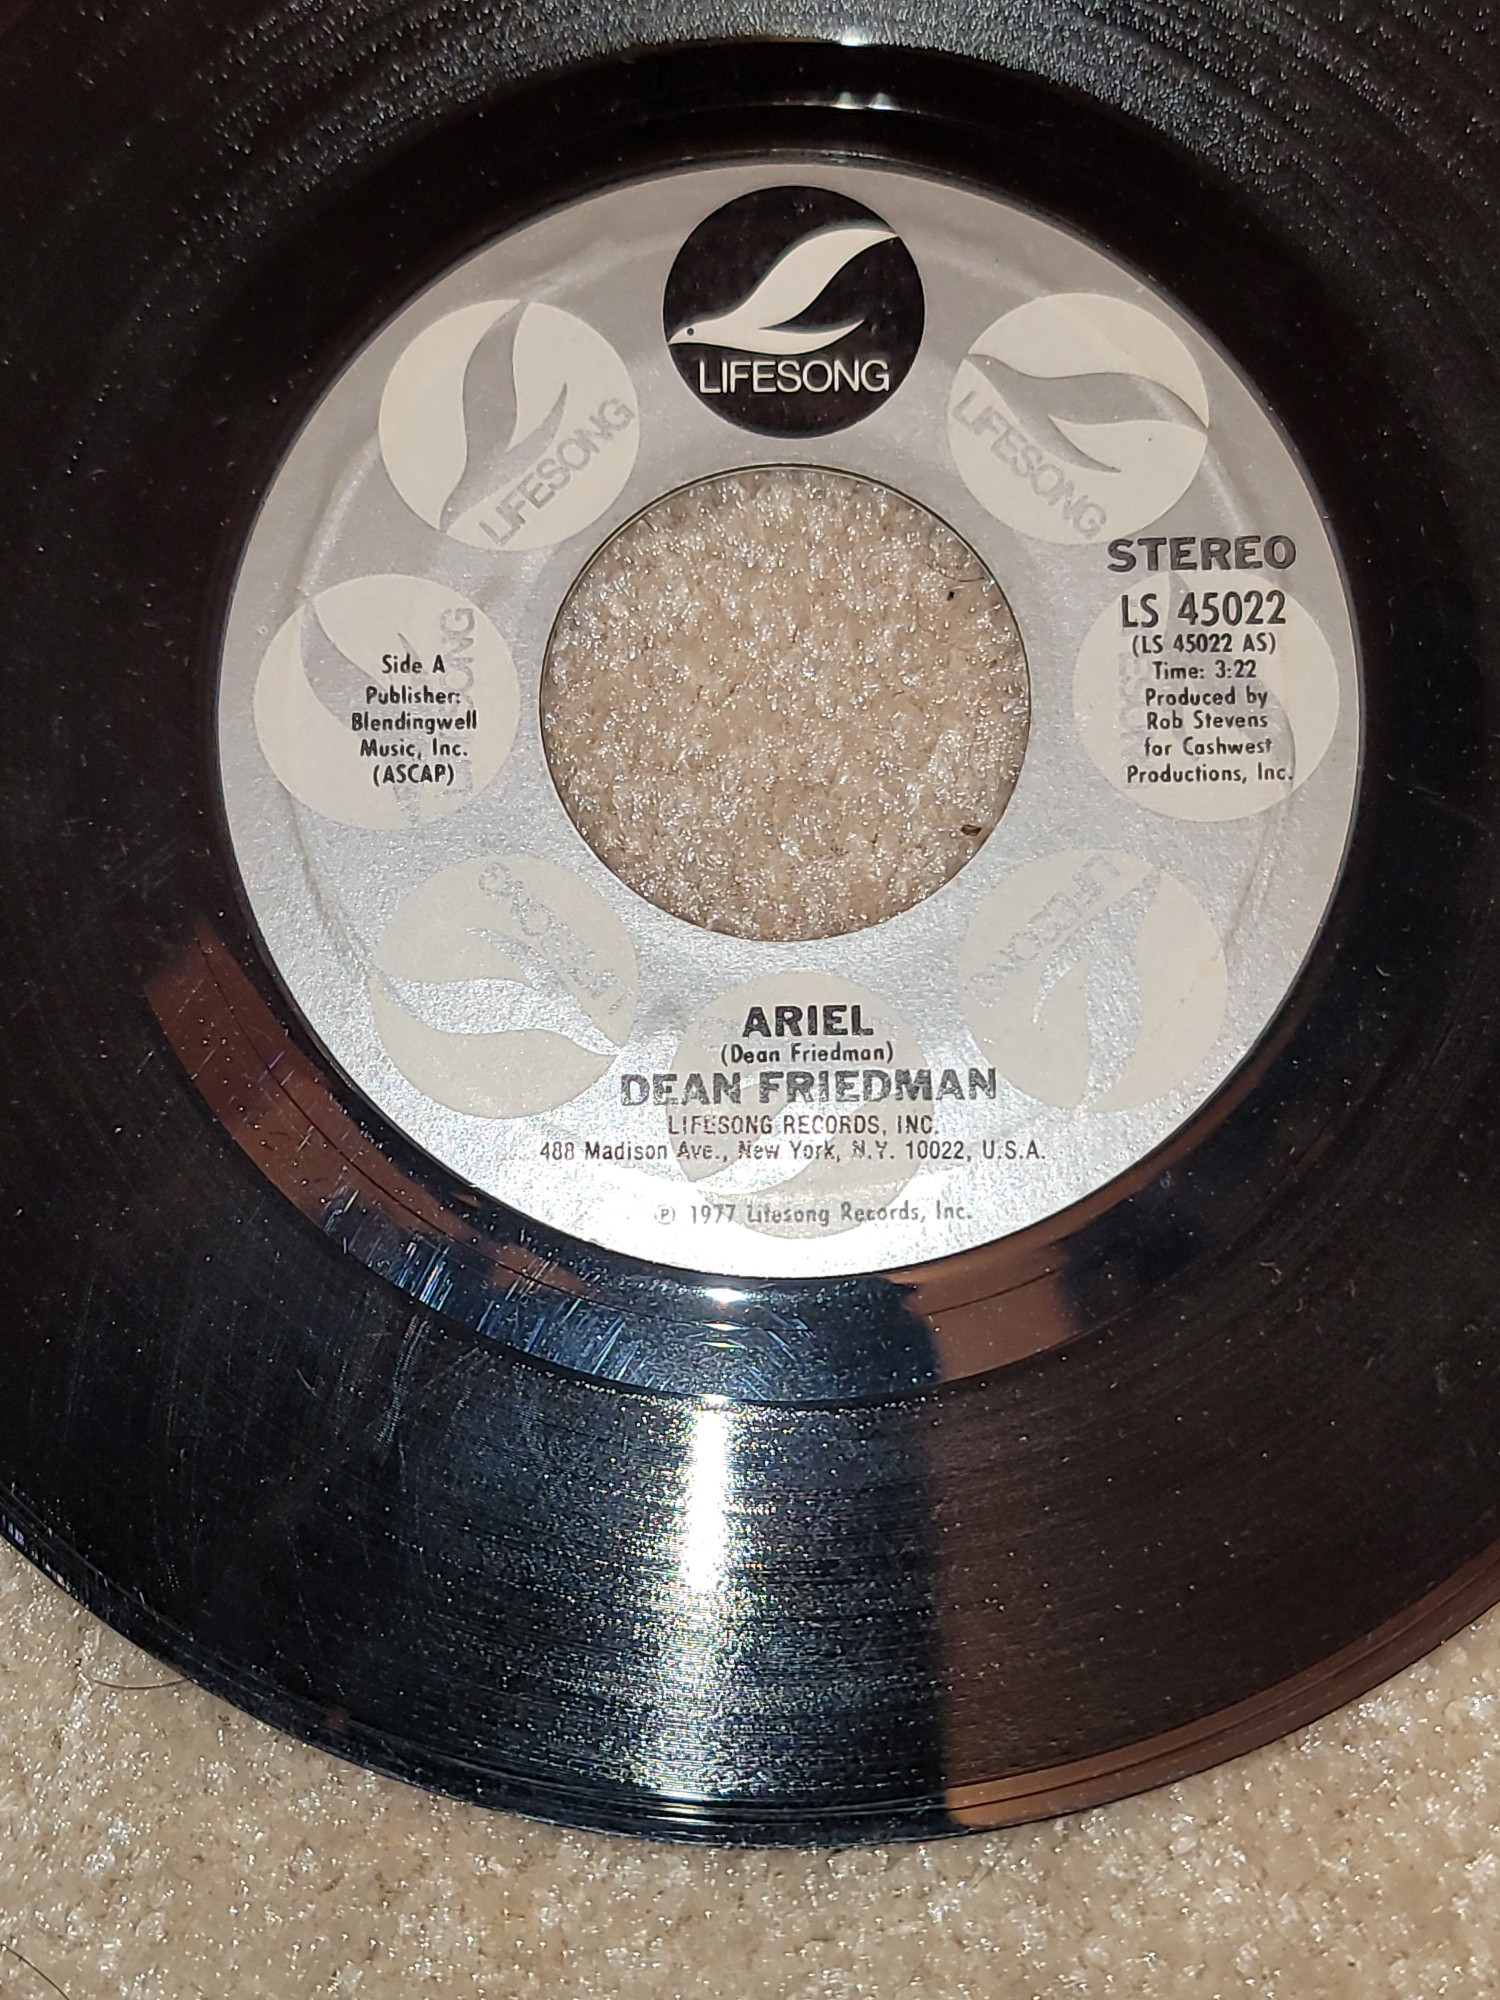 LIFESONG
LIFESONG
LIFESONG
STEREO
LS 45022
(LS 45022 AS)
Time: 3:22
Produced by
Rob Stevens
for Cashwest
Productions, Inc.
Side A
Publisher:
Blendingwell
Music, Inc.
(ASCAP)
LIFESONG
LIFESONG
ARIEL
(Dean Friedman)
DEAN FRIEDMAN
LIFESONG RECORDS, INC.
488 Madison Ave., New York, N.Y. 10022, U.S.A.
℗ 1977 Lifesong Records, Inc.